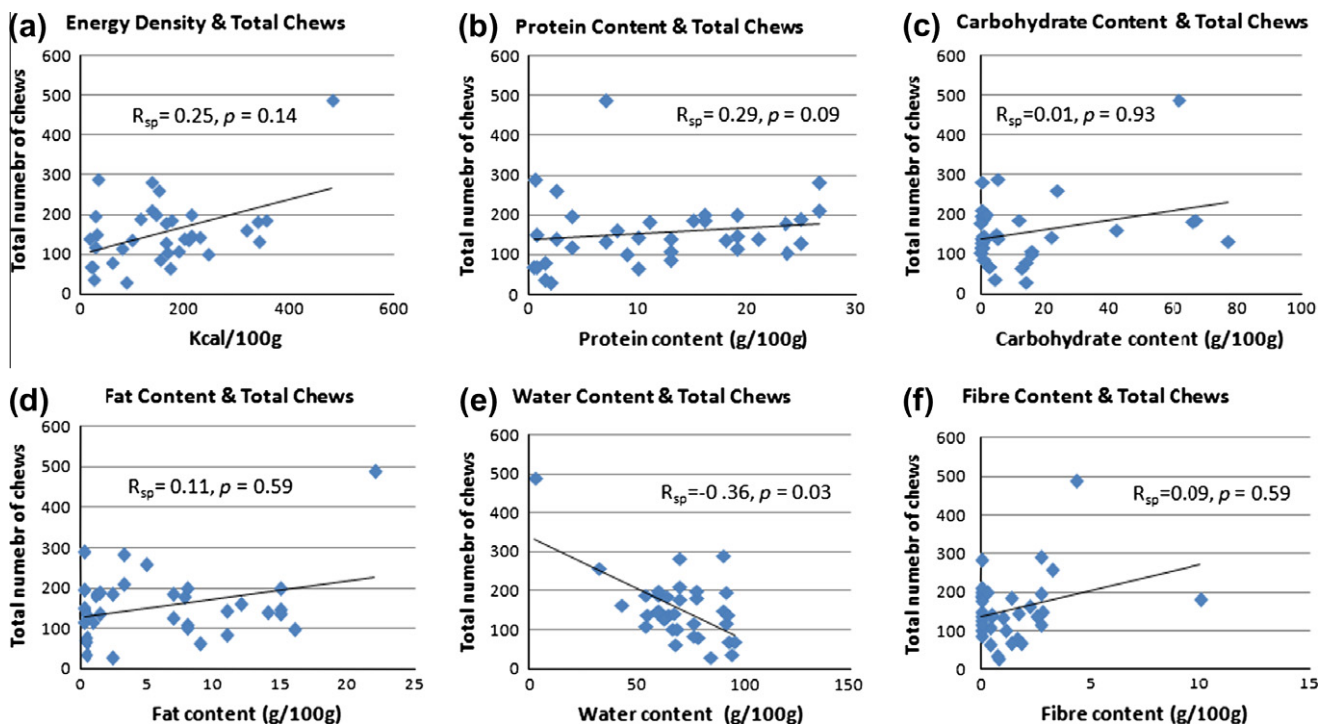 (a) Energy Density & Total Chews
Total numebr of chews
600
500
400
300
200
100
0
R_sp= 0.25, p = 0.14
0 200 400 600
Kcal/100g
(b) Protein Content & Total Chews
Total numebr of chews
600
500
400
300
200
100
0
R_sp= 0.29, p = 0.09
0 10 20 30
Protein content (g/100g)
(c) Carbohydrate Content & Total Chews
Total numebr of chews
600
500
400
300
200
100
0
R_sp=0.01, p = 0.93
0 20 40 60 80 100
Carbohydrate content (g/100g)
(d) Fat Content & Total Chews
Total numebr of chews
600
500
400
300
200
100
0
R_sp= 0.11, p = 0.59
0 5 10 15 20 25
Fat content (g/100g)
(e) Water Content & Total Chews
Total numebr of chews
600
500
400
300
200
100
0
R_sp=-0 .36, p = 0.03
0 50 100 150
Water content (g/100g)
(f) Fibre Content & Total Chews
Total numebr of chews
600
500
400
300
200
100
0
R_sp=0.09, p = 0.59
0 5 10 15
Fibre content (g/100g)